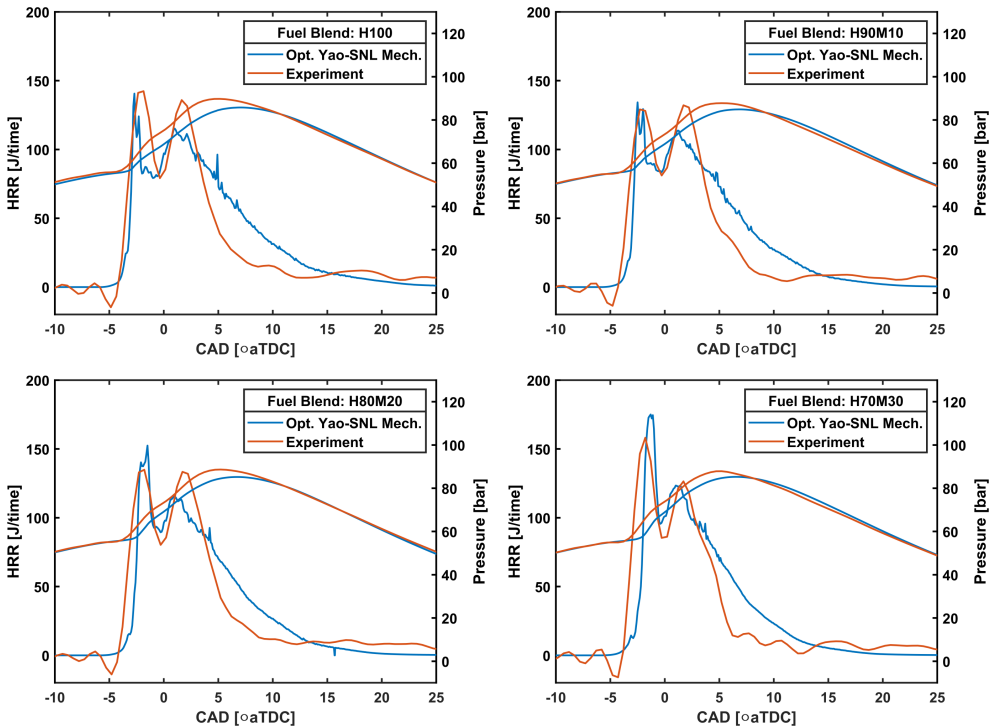 Fuel Blend: H100
Opt. Yao-SNL Mech.
Experiment
HRR [J/time]
200
150
100
50
0
Pressure [bar]
120
100
80
60
40
20
0
-10 -5 0 5 10 15 20 25
CAD [○aTDC]
Fuel Blend: H90M10
Opt. Yao-SNL Mech.
Experiment
HRR [J/time]
200
150
100
50
0
Pressure [bar]
120
100
80
60
40
20
0
-10 -5 0 5 10 15 20 25
CAD [○aTDC]
Fuel Blend: H80M20
Opt. Yao-SNL Mech.
Experiment
HRR [J/time]
200
150
100
50
0
Pressure [bar]
120
100
80
60
40
20
0
-10 -5 0 5 10 15 20 25
CAD [○aTDC]
Fuel Blend: H70M30
Opt. Yao-SNL Mech.
Experiment
HRR [J/time]
200
150
100
50
0
Pressure [bar]
120
100
80
60
40
20
0
-10 -5 0 5 10 15 20 25
CAD [○aTDC]